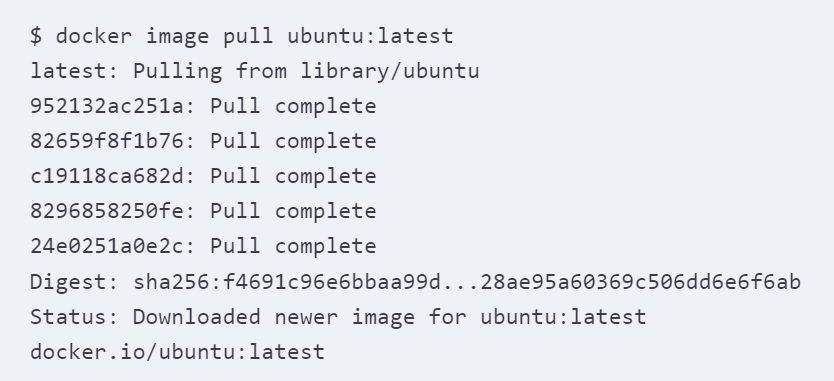 $ docker image pull ubuntu:latest
latest: Pulling from library/ubuntu
952132ac251a: Pull complete
82659f8f1b76: Pull complete
c19118ca682d: Pull complete
8296858250fe: Pull complete
24e0251a0e2c: Pull complete
Digest: sha256:f4691c96e6bbaa99d...28ae95a60369c506dd6e6f6ab
Status: Downloaded newer image for ubuntu:latest
docker.io/ubuntu:latest